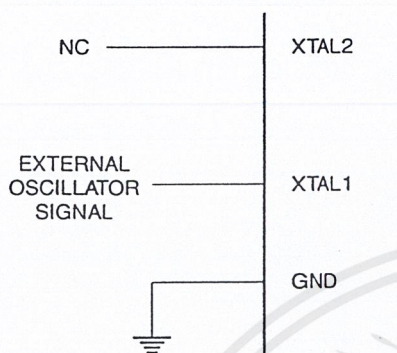 NC XTAL2
EXTERNAL
OSCILLATOR XTAL1
SIGNAL
GND